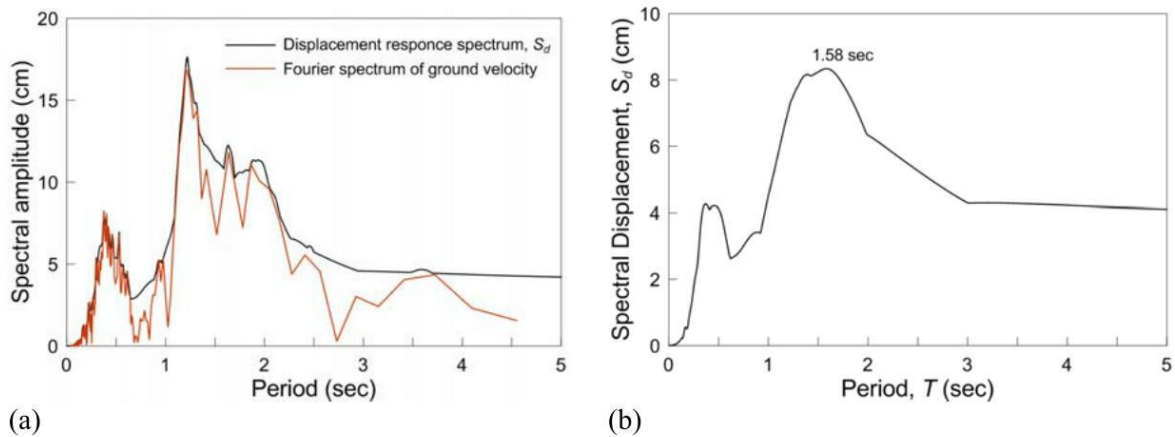 20
15
10
5
0
Spectral amplitude (cm)
Displacement responce spectrum, S_d
Fourier spectrum of ground velocity
0 1 2 3 4 5
Period (sec)
(a)
10
8
6
4
2
0
Spectral Displacement, S_d (cm)
1.58 sec
0 1 2 3 4 5
Period, T (sec)
(b)